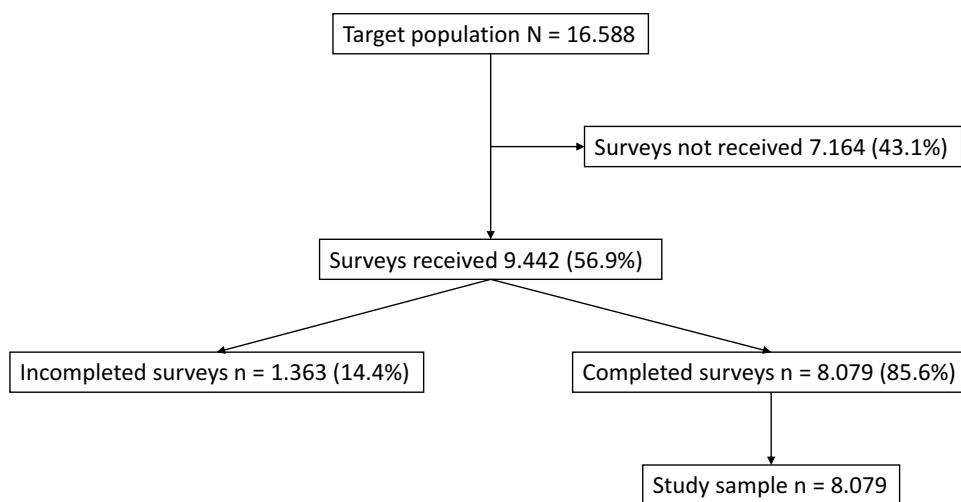 Target population N = 16.588
Surveys not received 7.164 (43.1%)
Surveys received 9.442 (56.9%)
Incompleted surveys n = 1.363 (14.4%)
Completed surveys n = 8.079 (85.6%)
Study sample n = 8.079